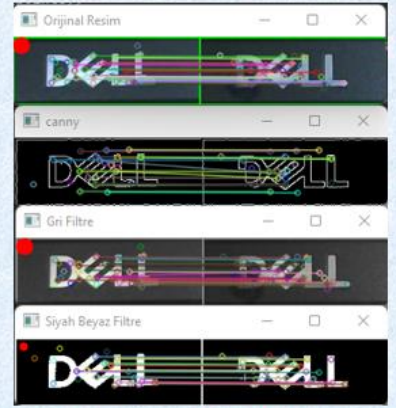 Orijinal Resim
DELL DELL
canny
DELL DELL
Gri Filtre
DELL DELL
Siyah Beyaz Filtre
DELL DELL